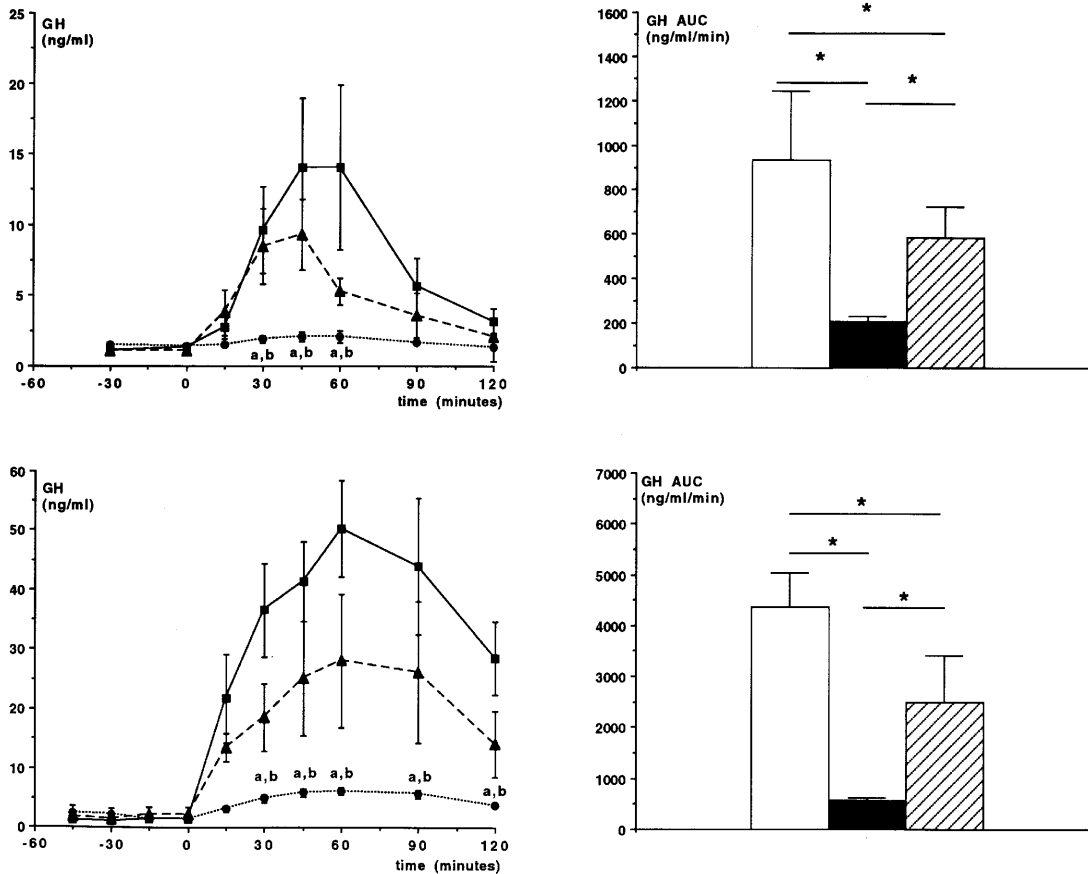 25
GH
(ng/ml)
20
15
10
5
0
a,b a,b a,b
-60 -30 0 30 60 90 120
time (minutes)
1600
GH AUC
(ng/ml/min)
1400
1200
1000
800
600
400
200
0
*
*
*
60
GH
(ng/ml)
50
40
30
20
10
0
a,b a,b a,b a,b a,b
-60 -30 0 30 60 90 120
time (minutes)
7000
GH AUC
(ng/ml/min)
6000
5000
4000
3000
2000
1000
0
*
*
*